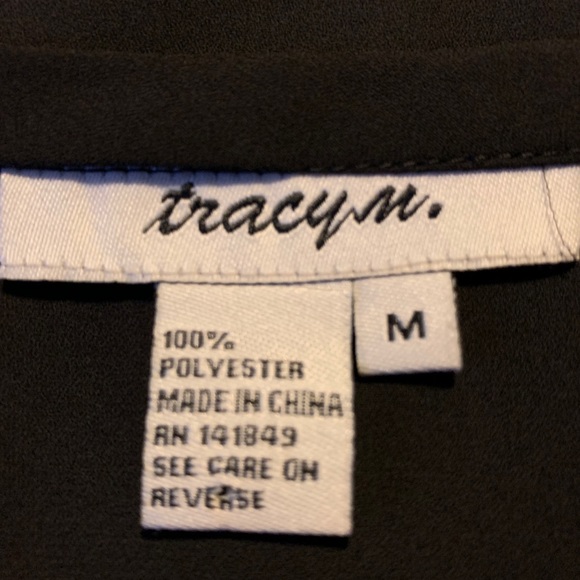 tracy m.
M
100%
POLYESTER
MADE IN CHINA
RN 141849
SEE CARE ON
REVERSE